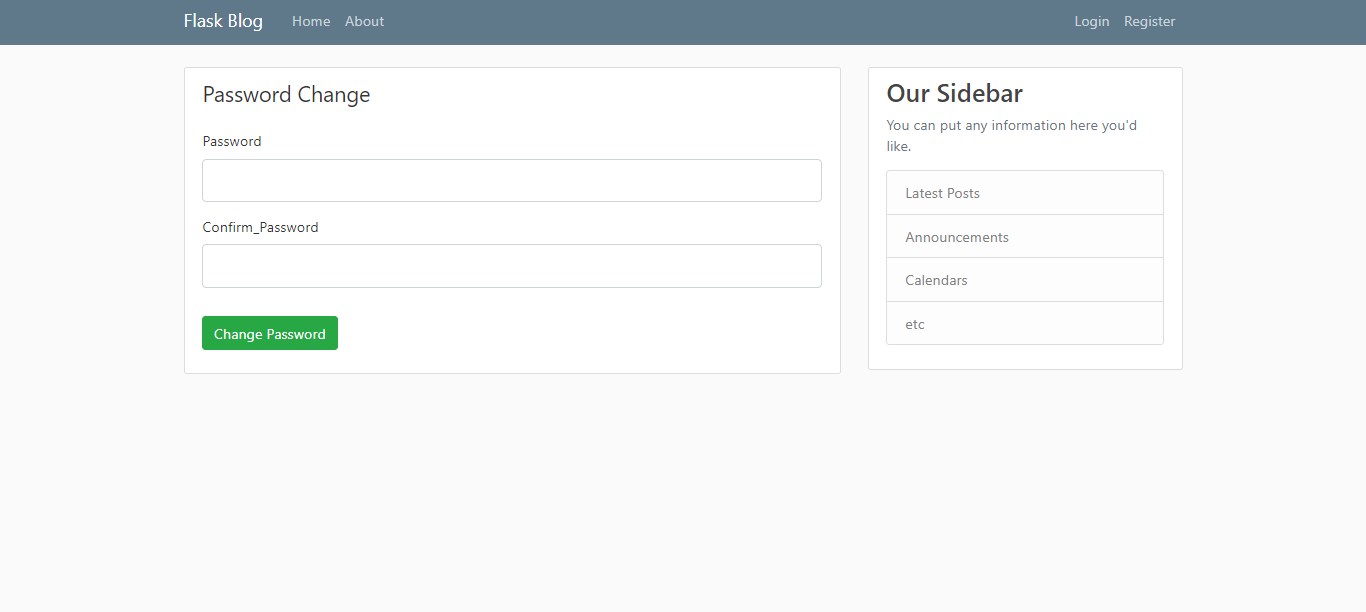 Flask Blog Home About Login Register
Password Change
Password
Confirm_Password
Change Password
Our Sidebar
You can put any information here you'd
like.
Latest Posts
Announcements
Calendars
etc